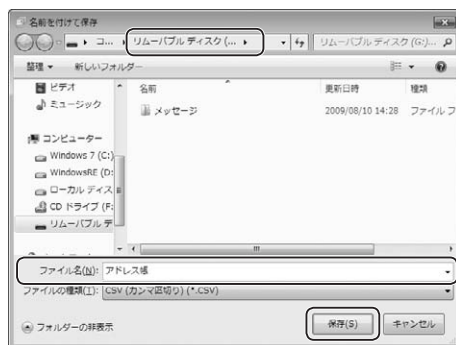 名前を付けて保存
コ... リムーバブル ディスク (... リムーバブル ディスク (G:)...
整理 新しいフォルダー
ビデオ
ミュージック
コンピューター
Windows 7 (C:)
WindowsRE (D:
ローカル ディス
CD ドライブ (F:
リムーバブル デ
名前 更新日時 種類
メッセージ 2009/08/10 14:28 ファイル フ
ファイル名(N): アドレス帳
ファイルの種類(T): CSV (カンマ区切り) (*.CSV)
フォルダーの非表示 保存(S) キャンセル